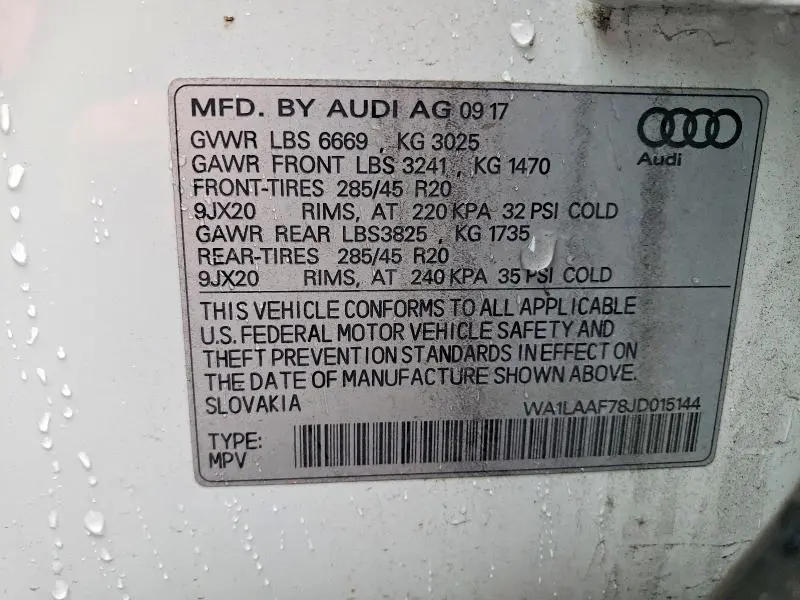 MFD. BY AUDI AG 09 17
GVWR LBS 6669 , KG 3025
GAWR FRONT LBS 3241 , KG 1470
FRONT-TIRES 285/45 R20
9JX20 RIMS, AT 220 KPA 32 PSI COLD
GAWR REAR LBS3825 , KG 1735
REAR-TIRES 285/45 R20
9JX20 RIMS, AT 240 KPA 35 PSI COLD
Audi
THIS VEHICLE CONFORMS TO ALL APPLICABLE
U.S. FEDERAL MOTOR VEHICLE SAFETY AND
THEFT PREVENTION STANDARDS IN EFFECT ON
THE DATE OF MANUFACTURE SHOWN ABOVE.
SLOVAKIA WA1LAAF78JD015144
TYPE:
MPV